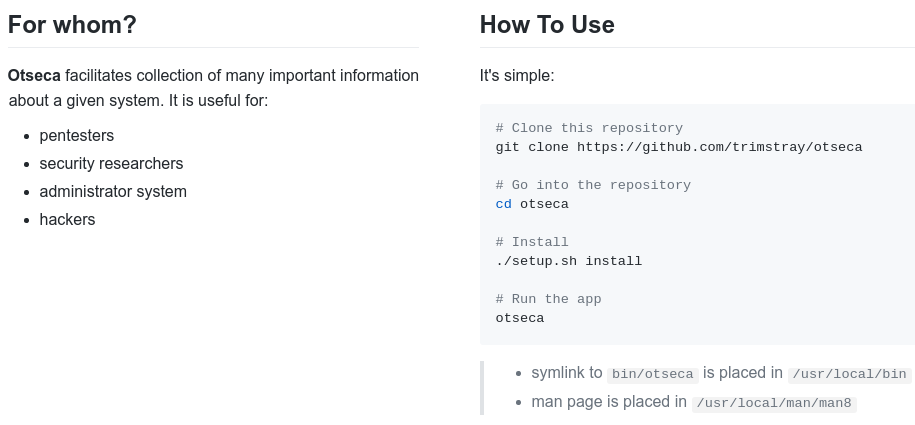 For whom?
Otseca facilitates collection of many important information
about a given system. It is useful for:
pentesters
security researchers
administrator system
hackers
How To Use
It's simple:
# Clone this repository
git clone https://github.com/trimstray/otseca
# Go into the repository
cd otseca
# Install
./setup.sh install
# Run the app
otseca
symlink to bin/otseca is placed in /usr/local/bin
man page is placed in /usr/local/man/man8